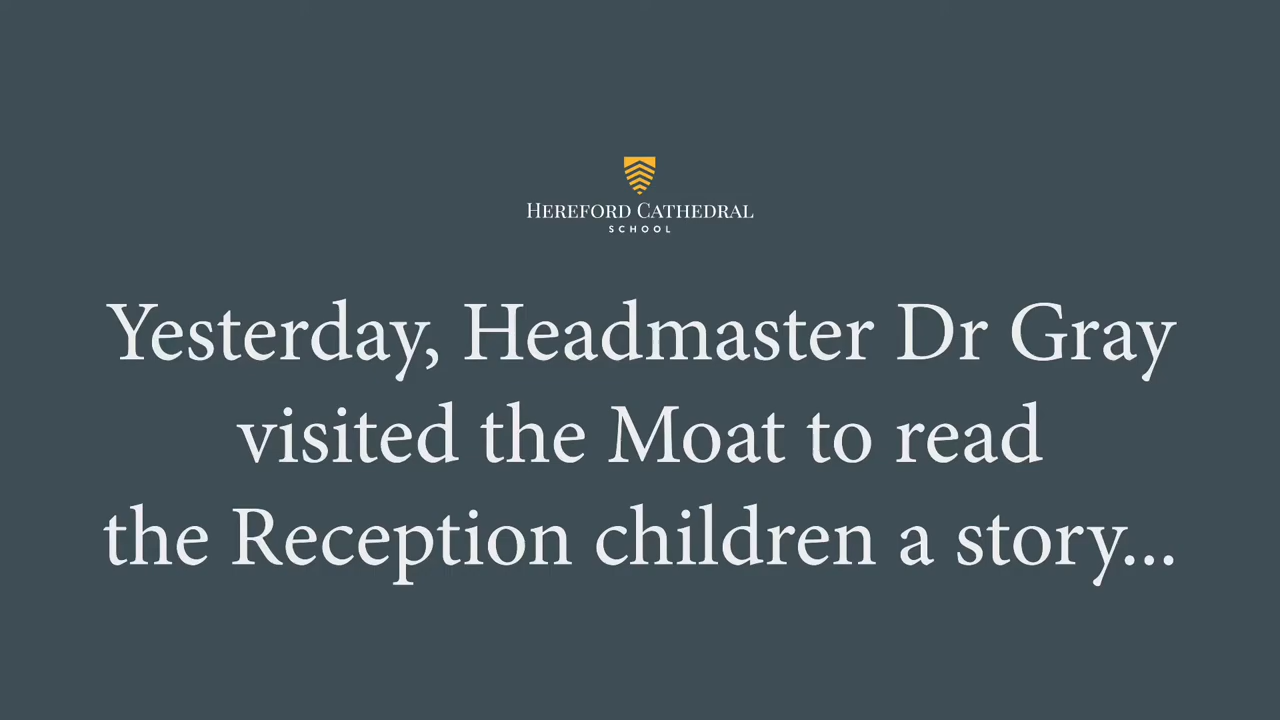 HEREFORD CATHEDRAL
SCHOOL
Yesterday, Headmaster Dr Gray
visited the Moat to read
the Reception children a story...